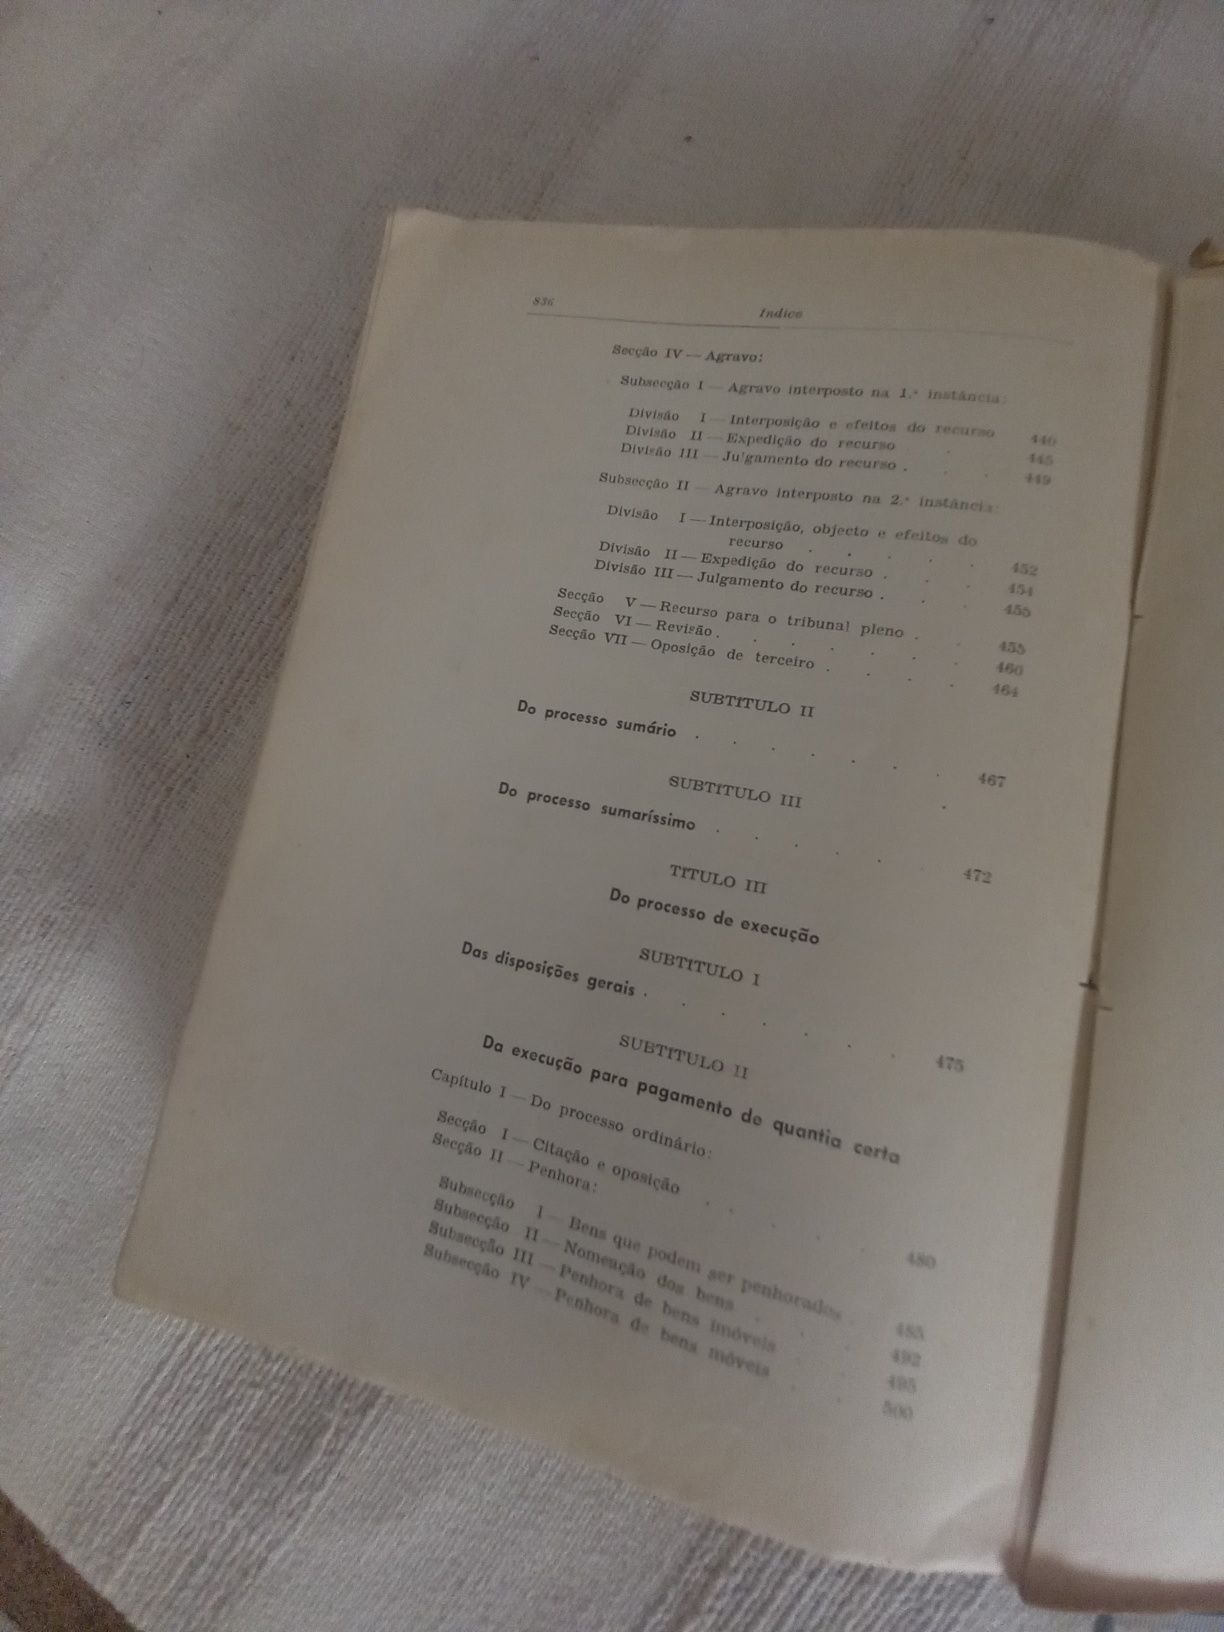 836 Indice
Secção IV — Agravo:
Subsecção I — Agravo interposto na 1.ª instância:
Divisão I — Interposição e efeitos do recurso 440
Divisão II — Expedição do recurso . . 445
Divisão III — Julgamento do recurso . . . 449
Subsecção II — Agravo interposto na 2.ª instância:
Divisão I — Interposição, objecto e efeitos do
recurso . . . . . 452
Divisão II — Expedição do recurso . . . 454
Divisão III — Julgamento do recurso . . . 455
Secção V — Recurso para o tribunal pleno . . 455
Secção VI — Revisão . . . . . . . 460
Secção VII — Oposição de terceiro . . . . 464
SUBTÍTULO II
Do processo sumário . . . . . . . 467
SUBTÍTULO III
Do processo sumaríssimo . . . . . . 472
TÍTULO III
Do processo de execução
SUBTÍTULO I
Das disposições gerais . . . . . . . 475
SUBTÍTULO II
Da execução para pagamento de quantia certa
Capítulo I — Do processo ordinário:
Secção I — Citação e oposição . . . . . 480
Secção II — Penhora:
Subsecção I — Bens que podem ser penhorados . 485
Subsecção II — Nomeação dos bens . . . 492
Subsecção III — Penhora de bens imóveis . . 495
Subsecção IV — Penhora de bens móveis . . 500